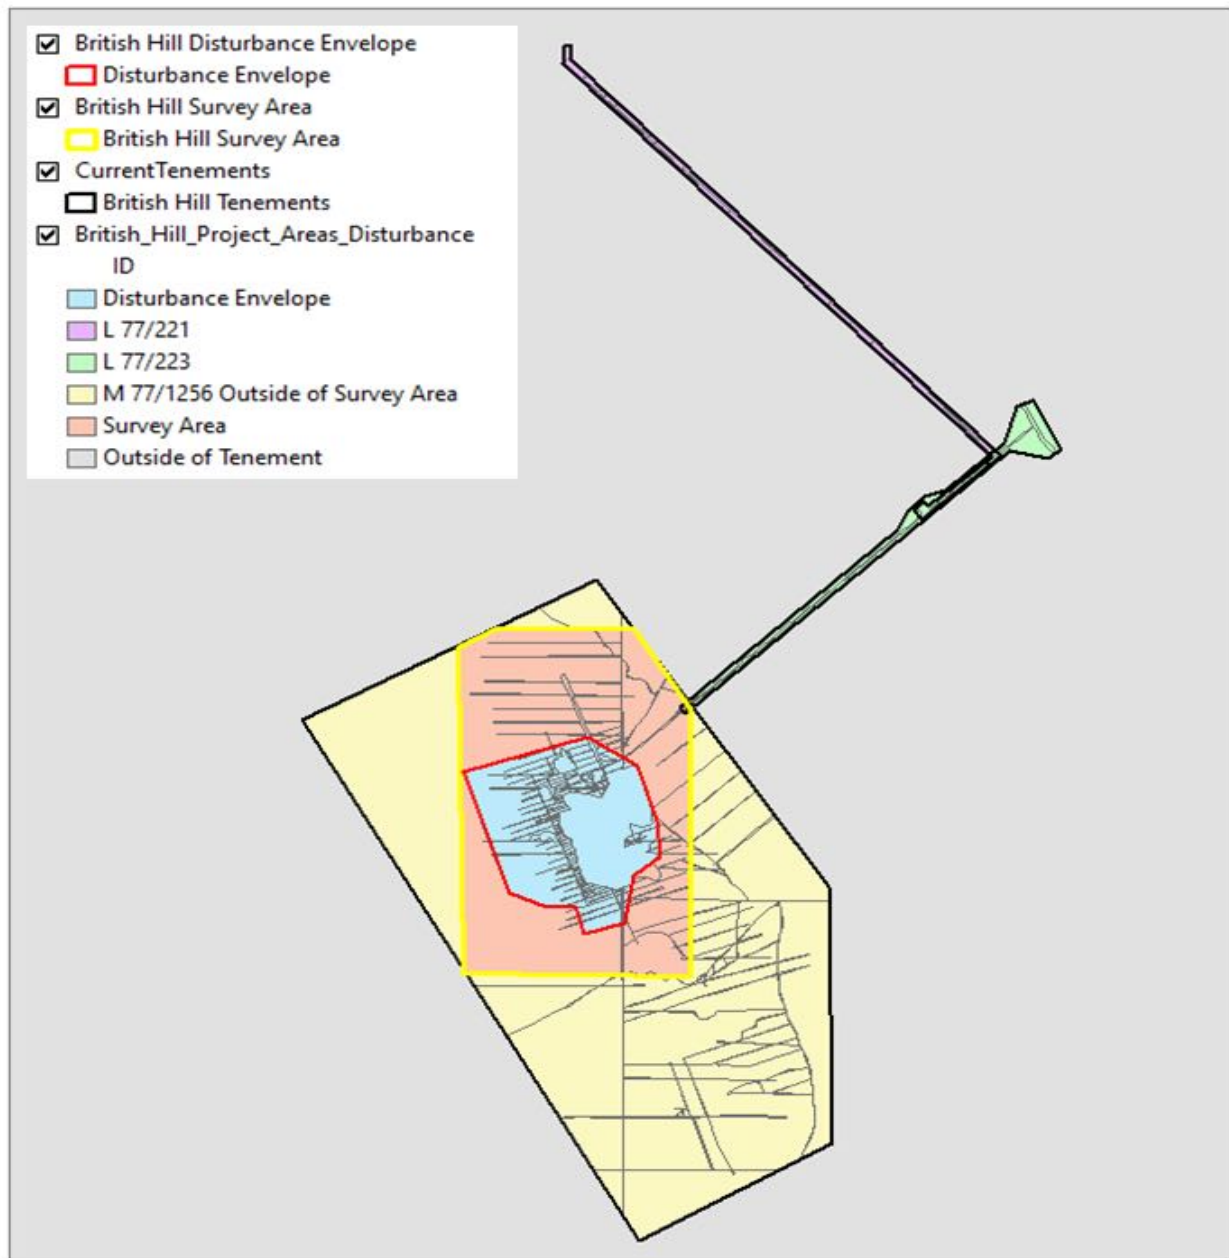 British Hill Disturbance Envelope
Disturbance Envelope
British Hill Survey Area
British Hill Survey Area
CurrentTenements
British Hill Tenements
British_Hill_Project_Areas_Disturbance
ID
Disturbance Envelope
L 77/221
L 77/223
M 77/1256 Outside of Survey Area
Survey Area
Outside of Tenement